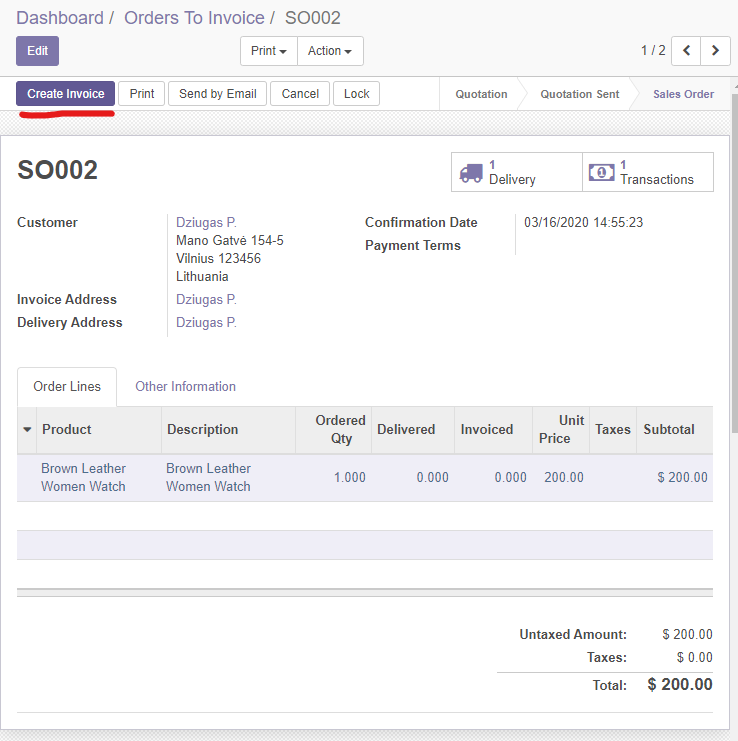 Dashboard / Orders To Invoice / SO002
Edit
Print
Action
1 / 2
Create Invoice
Print
Send by Email
Cancel
Lock
Quotation
Quotation Sent
Sales Order
SO002
1
Delivery
1
1
Transactions
Customer
Dziugas P.
Mano Gatvė 154-5
Vilnius 123456
Lithuania
Confirmation Date
03/16/2020 14:55:23
Payment Terms
Invoice Address
Dziugas P.
Delivery Address
Dziugas P.
Order Lines
Other Information
Product
Description
Ordered
Qty
Delivered
Invoiced
Unit
Price
Taxes
Subtotal
Brown Leather
Women Watch
Brown Leather
Women Watch
1.000
0.000
0.000
200.00
$ 200.00
Untaxed Amount: $ 200.00
Taxes: $ 0.00
Total: $ 200.00